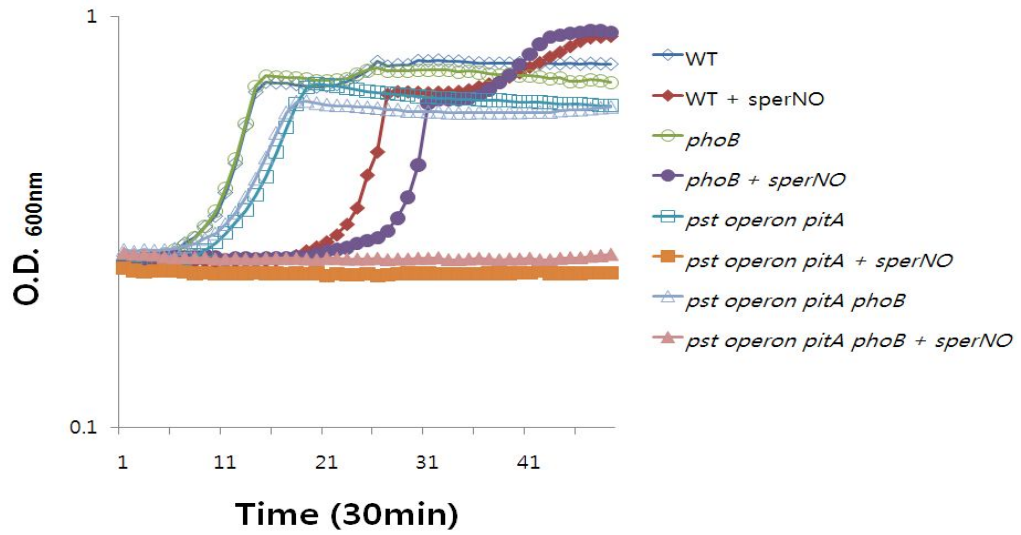 1
0.1
O.D. 600nm
1 11 21 31 41
Time (30min)
WT
WT + sperNO
phoB
phoB + sperNO
pst operon pitA
pst operon pitA + sperNO
pst operon pitA phoB
pst operon pitA phoB + sperNO